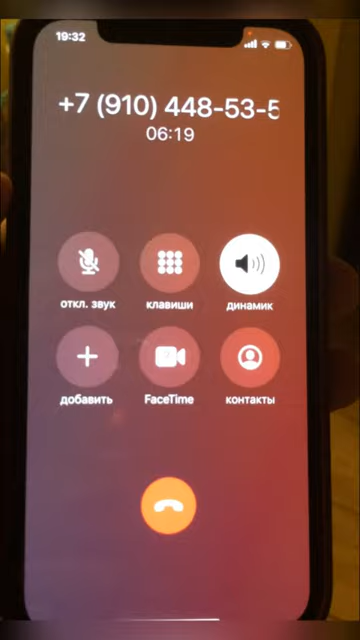 19:32
+7 (910) 448-53-5
06:19
откл. звук клавиши динамик
добавить FaceTime контакты